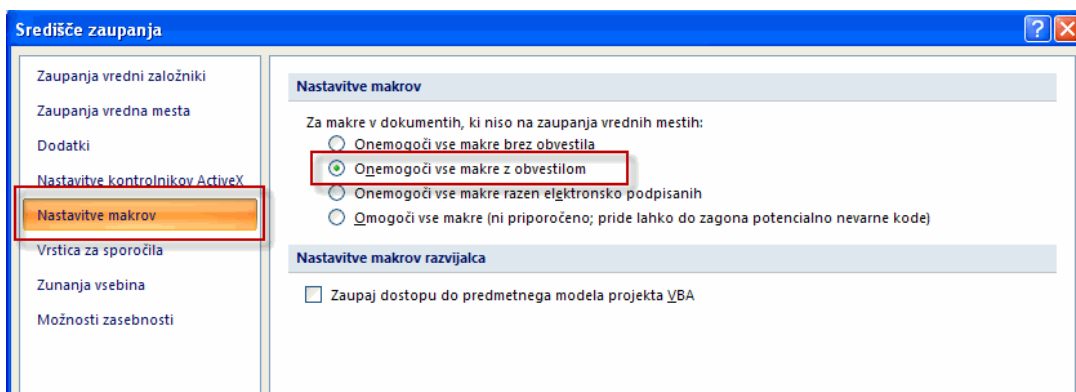 Središče zaupanja
Zaupanja vredni založniki
Zaupanja vredna mesta
Dodatki
Nastavitve kontrolnikov ActiveX
Nastavitve makrov
Vrstica za sporočila
Zunanja vsebina
Možnosti zasebnosti
Nastavitve makrov
Za makre v dokumentih, ki niso na zaupanja vrednih mestih:
Onemogoči vse makre brez obvestila
Onemogoči vse makre z obvestilom
Onemogoči vse makre razen elektronsko podpisanih
Omogoči vse makre (ni priporočeno; pride lahko do zagona potencialno nevarne kode)
Nastavitve makrov razvijalca
Zaupaj dostopu do predmetnega modela projekta VBA